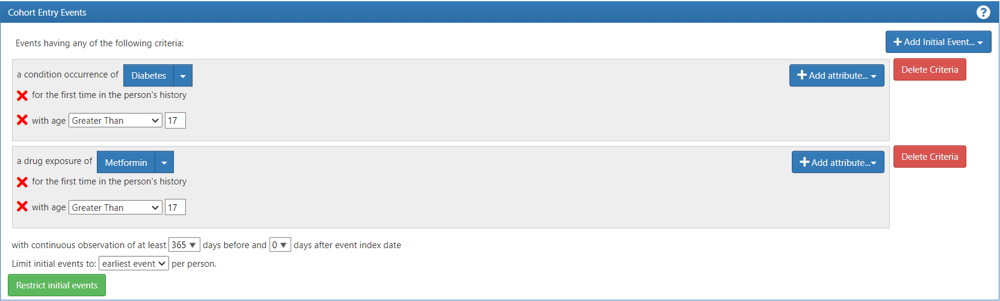 Cohort Entry Events ?
Events having any of the following criteria:
Add Initial Event...
a condition occurrence of Diabetes
Add attribute...
Delete Criteria
for the first time in the person's history
with age Greater Than 17
a drug exposure of Metformin
Add attribute...
Delete Criteria
for the first time in the person's history
with age Greater Than 17
with continuous observation of at least 365 days before and 0 days after event index date
Limit initial events to: earliest event per person.
Restrict initial events